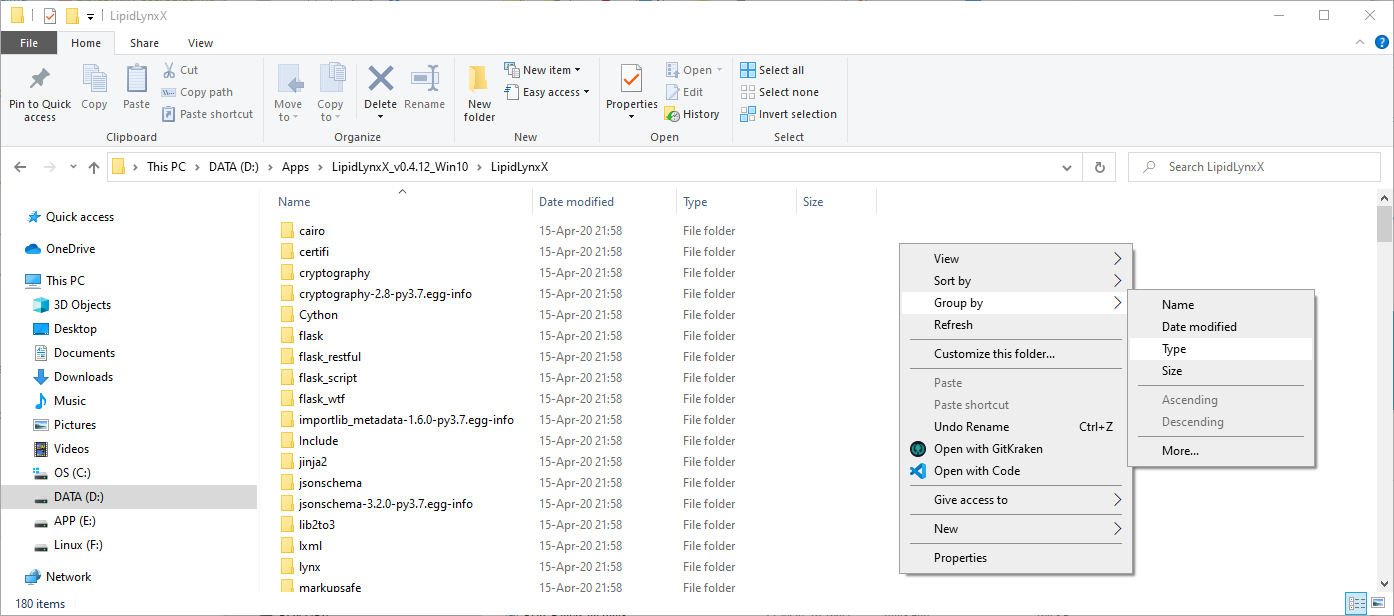 LipidLynxX
File Home Share View
Pin to Quick access
Copy
Paste
Cut
Copy path
Paste shortcut
Clipboard
Move to
Copy to
Delete
Rename
Organize
New folder
New item
Easy access
New
Properties
Open
Edit
History
Open
Select all
Select none
Invert selection
Select
This PC > DATA (D:) > Apps > LipidLynxX_v0.4.12_Win10 > LipidLynxX
Search LipidLynxX
Quick access
OneDrive
This PC
3D Objects
Desktop
Documents
Downloads
Music
Pictures
Videos
OS (C:)
DATA (D:)
APP (E:)
Linux (F:)
Network
Name Date modified Type Size
cairo 15-Apr-20 21:58 File folder
certifi 15-Apr-20 21:58 File folder
cryptography 15-Apr-20 21:58 File folder
cryptography-2.8-py3.7.egg-info 15-Apr-20 21:58 File folder
Cython 15-Apr-20 21:58 File folder
flask 15-Apr-20 21:58 File folder
flask_restful 15-Apr-20 21:58 File folder
flask_script 15-Apr-20 21:58 File folder
flask_wtf 15-Apr-20 21:58 File folder
importlib_metadata-1.6.0-py3.7.egg-info 15-Apr-20 21:58 File folder
Include 15-Apr-20 21:58 File folder
jinja2 15-Apr-20 21:58 File folder
jsonschema 15-Apr-20 21:58 File folder
jsonschema-3.2.0-py3.7.egg-info 15-Apr-20 21:58 File folder
lib2to3 15-Apr-20 21:58 File folder
lxml 15-Apr-20 21:58 File folder
lynx 15-Apr-20 21:58 File folder
markupsafe 15-Apr-20 21:58 File folder
View
Sort by
Group by
Refresh
Customize this folder...
Paste
Paste shortcut
Undo Rename Ctrl+Z
Open with GitKraken
Open with Code
Give access to
New
Properties
Name
Date modified
Type
Size
Ascending
Descending
More...
180 items